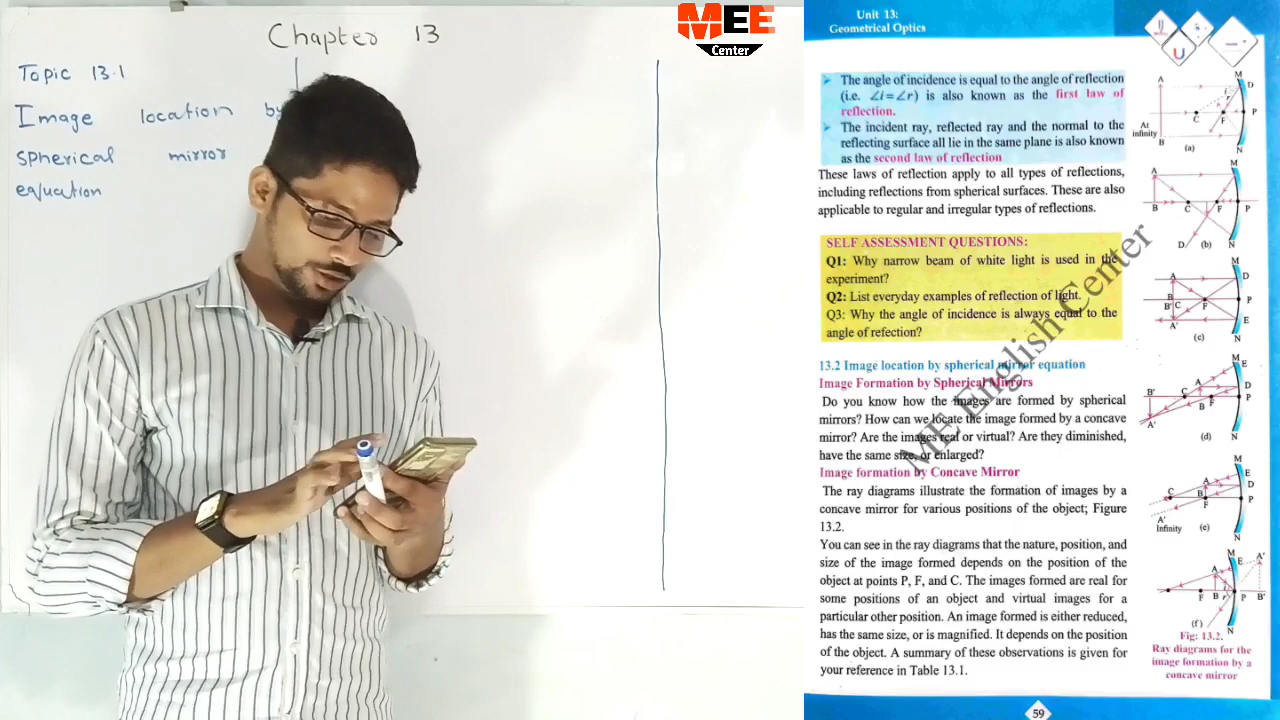 Chapter 13
Topic 13.1
Image location by
spherical mirror
equation
MEE
Center
Unit 13:
Geometrical Optics
➢ The angle of incidence is equal to the angle of reflection
(i.e. ∠i=∠r) is also known as the first law of
reflection.
➢ The incident ray, reflected ray and the normal to the
reflecting surface all lie in the same plane is also known
as the second law of reflection
These laws of reflection apply to all types of reflections,
including reflections from spherical surfaces. These are also
applicable to regular and irregular types of reflections.
SELF ASSESSMENT QUESTIONS:
Q1: Why narrow beam of white light is used in the
experiment?
Q2: List everyday examples of reflection of light.
Q3: Why the angle of incidence is always equal to the
angle of refection?
13.2 Image location by spherical mirror equation
Image Formation by Spherical Mirrors
Do you know how the images are formed by spherical
mirrors? How can we locate the image formed by a concave
mirror? Are the images real or virtual? Are they diminished,
have the same size, or enlarged?
Image formation by Concave Mirror
The ray diagrams illustrate the formation of images by a
concave mirror for various positions of the object; Figure
13.2.
You can see in the ray diagrams that the nature, position, and
size of the image formed depends on the position of the
object at points P, F, and C. The images formed are real for
some positions of an object and virtual images for a
particular other position. An image formed is either reduced,
has the same size, or is magnified. It depends on the position
of the object. A summary of these observations is given for
your reference in Table 13.1.
ME English Center
A M D
i
r
C F P
At
infinity
B N
(a)
M
A
B C F P
D (b) N
M
A D
B F P
B' C
A' E
N
(c)
M E
B' C A D
B F P
A'
(d) N
M E
C A D
B P
F
A'
Infinity N
(e)
M E A'
A
i
F B r P B'
(f) N
Fig: 13.2.
Ray diagrams for the
image formation by a
concave mirror
59